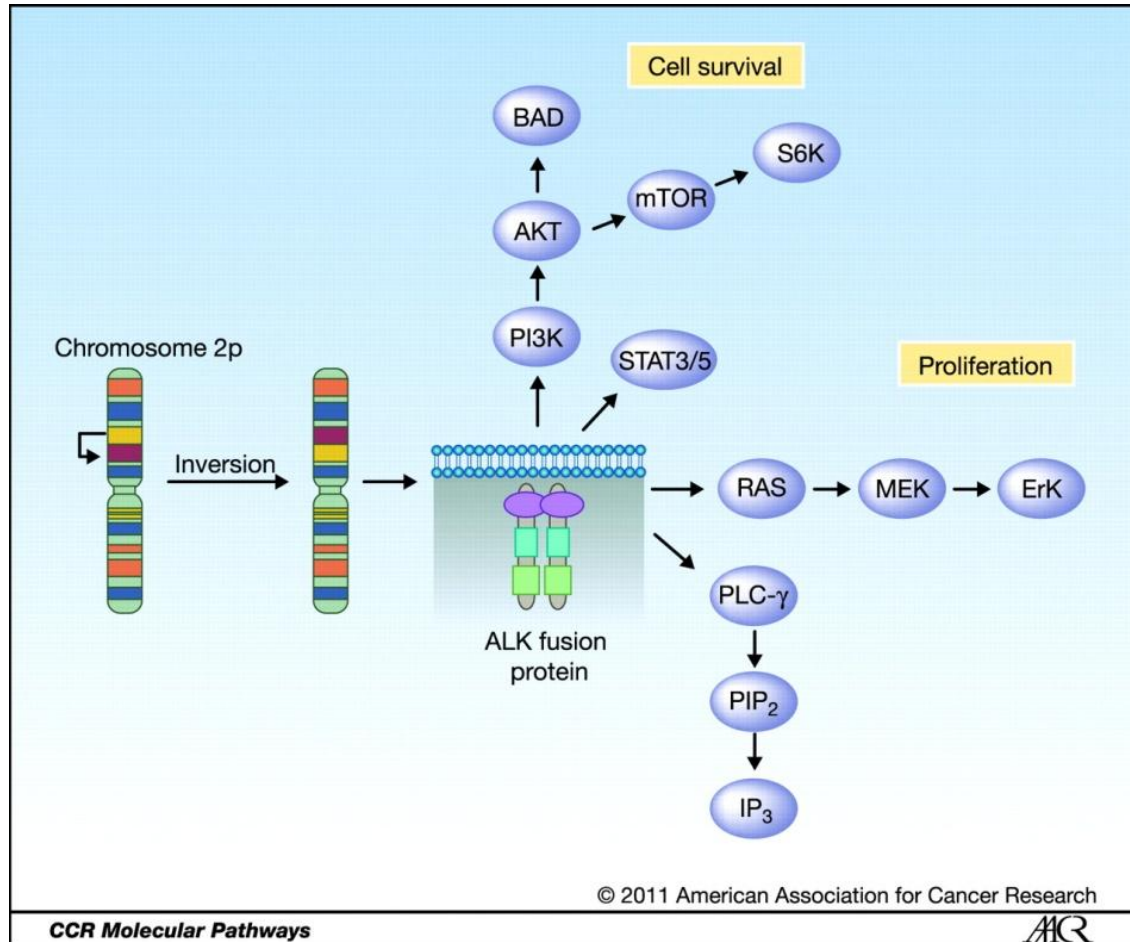 Cell survival
BAD
S6K
mTOR
AKT
PI3K
STAT3/5
Chromosome 2p
Proliferation
Inversion
RAS
MEK
ErK
PLC-γ
ALK fusion
protein
PIP₂
IP₃
© 2011 American Association for Cancer Research
CCR Molecular Pathways
AACR